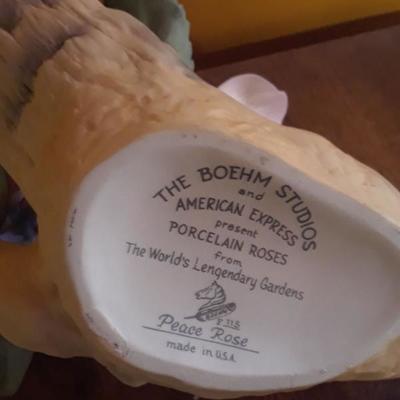 THE BOEHM STUDIOS
and
AMERICAN EXPRESS
present
PORCELAIN ROSES
from
The World's Lengendary Gardens
Peace Rose
made in U.S.A.